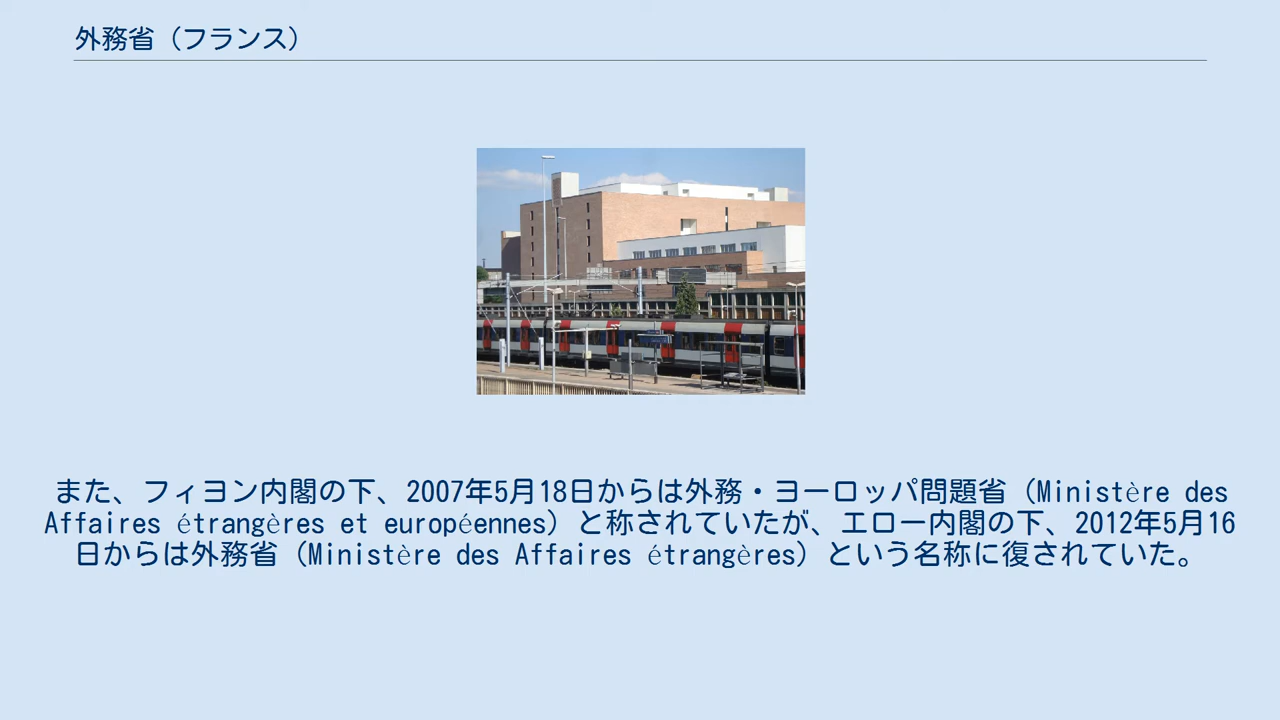 外務省（フランス）
また、フィヨン内閣の下、2007年5月18日からは外務・ヨーロッパ問題省（Ministère des
Affaires étrangères et européennes）と称されていたが、エロー内閣の下、2012年5月16
日からは外務省（Ministère des Affaires étrangères）という名称に復されていた。